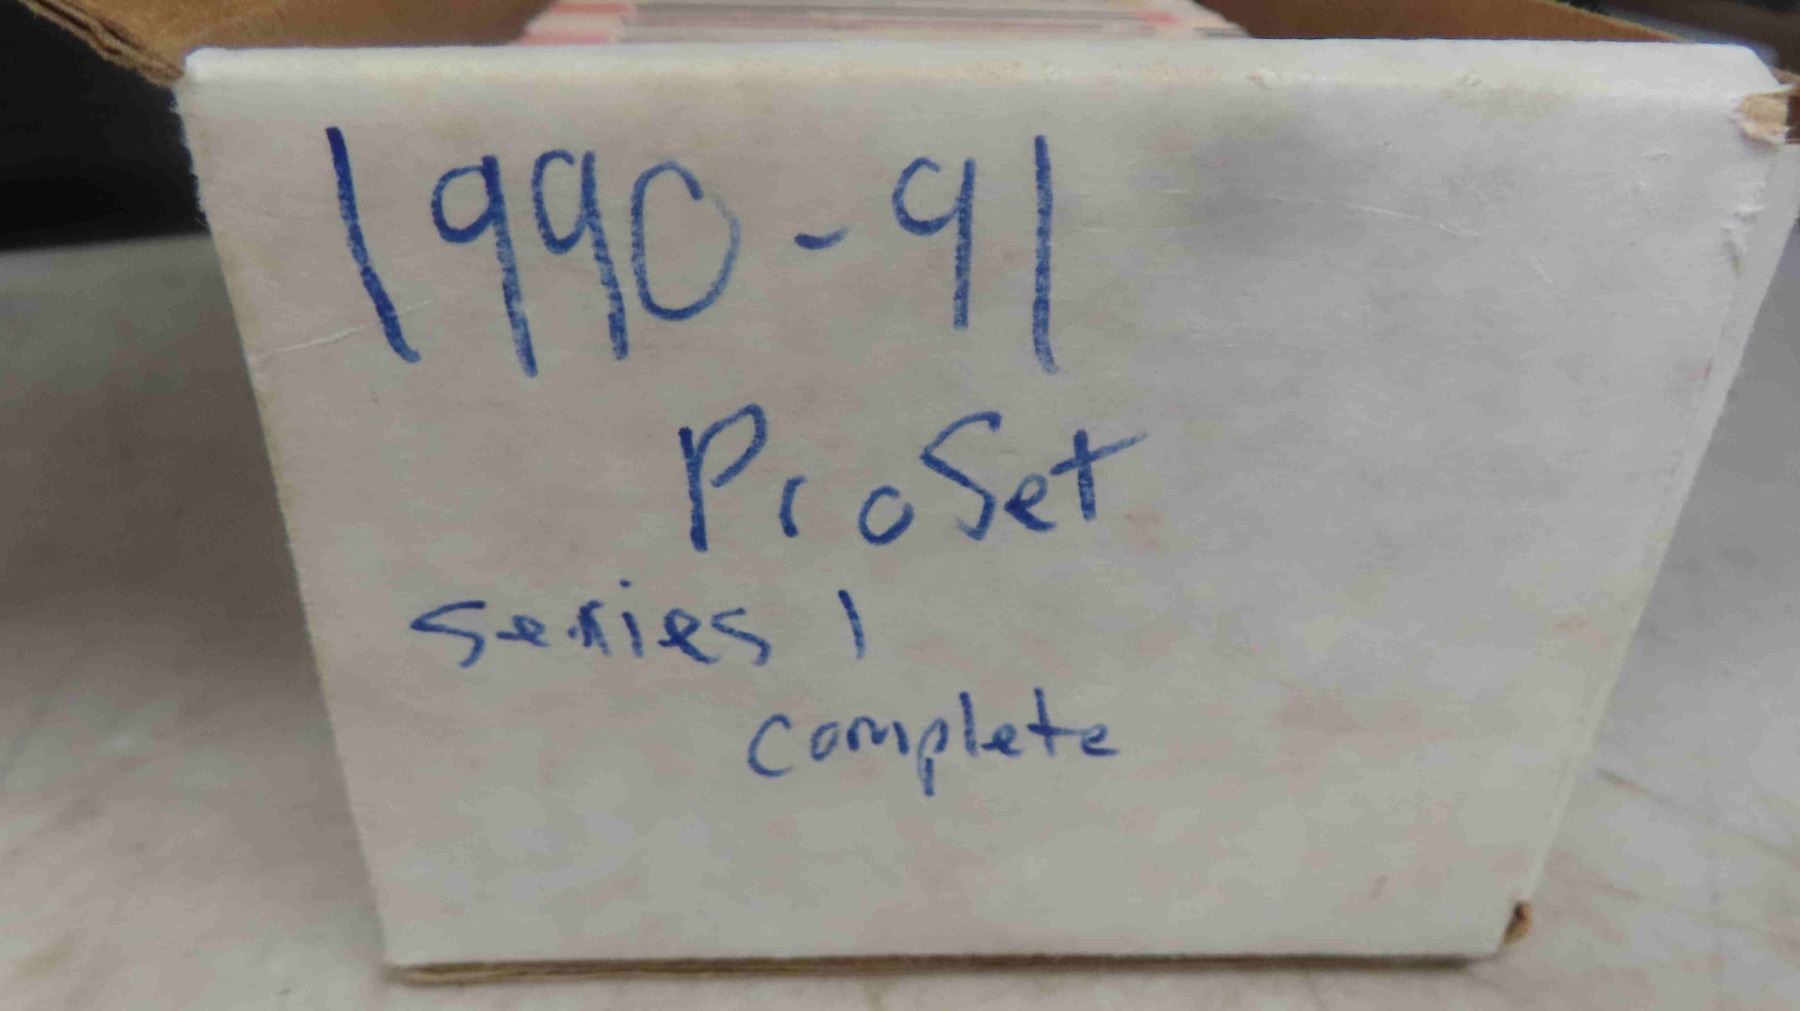 1990-91
ProSet
series 1
complete